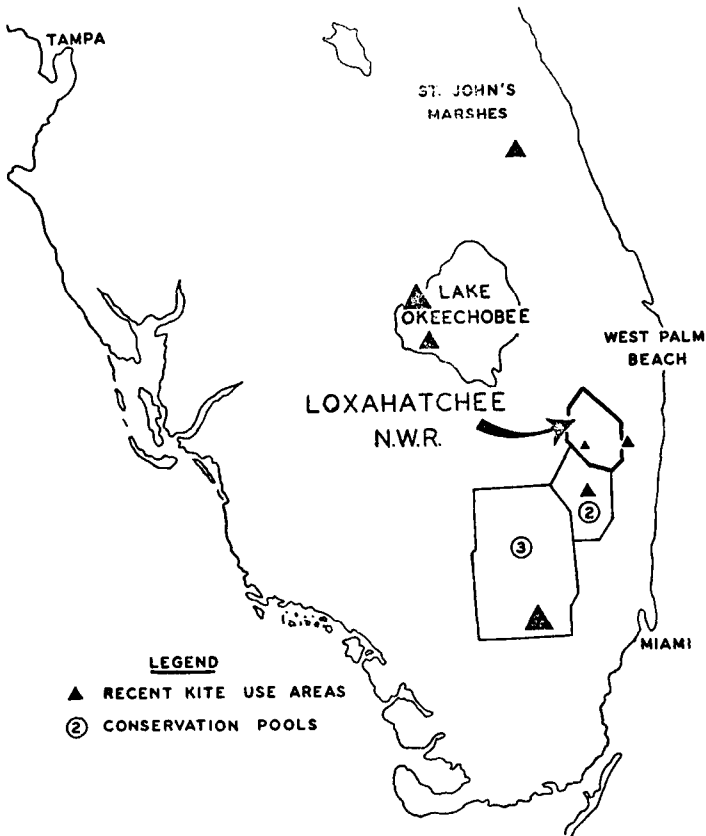 TAMPA
ST. JOHN'S
MARSHES
LAKE
OKEECHOBEE
WEST PALM
BEACH
LOXAHATCHEE
N.W.R.
2
3
MIAMI
LEGEND
RECENT KITE USE AREAS
2 CONSERVATION POOLS